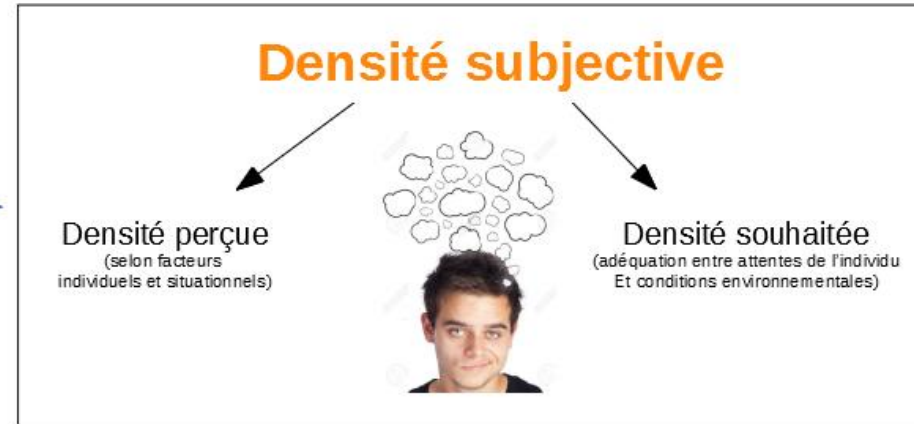 Densité subjective
Densité perçue
(selon facteurs
individuels et situationnels)
Densité souhaitée
(adéquation entre attentes de l'individu
Et conditions environnementales)